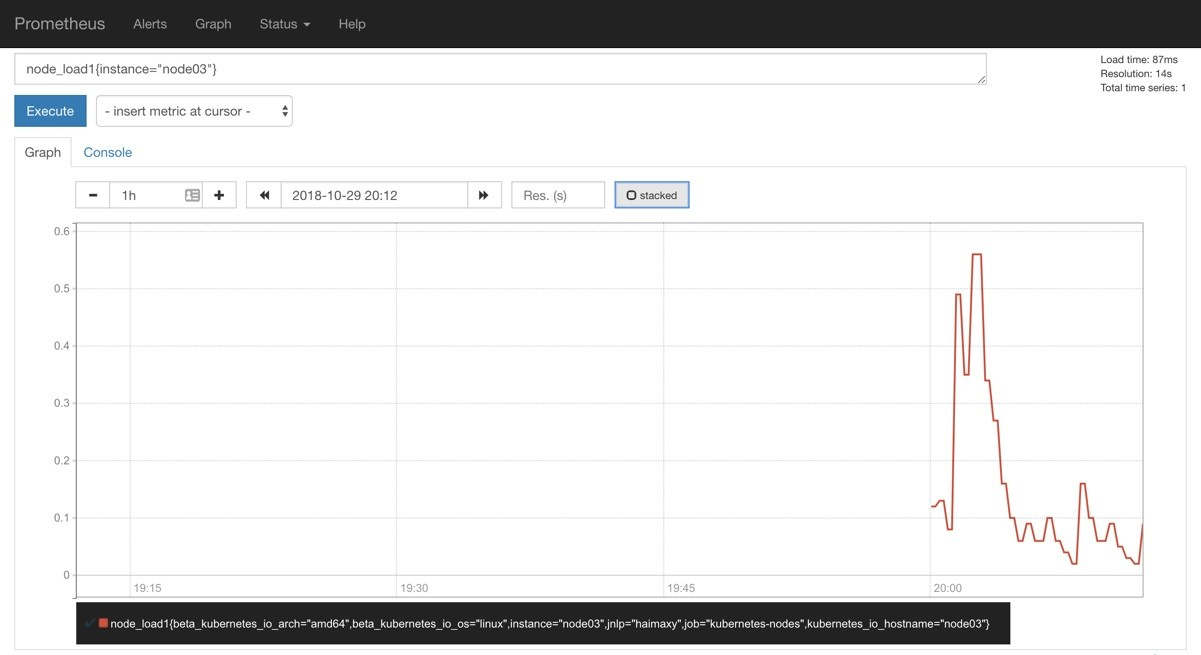 Prometheus Alerts Graph Status Help
node_load1{instance="node03"}
Load time: 87ms
Resolution: 14s
Total time series: 1
Execute - insert metric at cursor -
Graph Console
1h 2018-10-29 20:12 Res. (s) stacked
0.6
0.5
0.4
0.3
0.2
0.1
0
19:15 19:30 19:45 20:00
node_load1{beta_kubernetes_io_arch="amd64",beta_kubernetes_io_os="linux",instance="node03",jnlp="haimaxy",job="kubernetes-nodes",kubernetes_io_hostname="node03"}